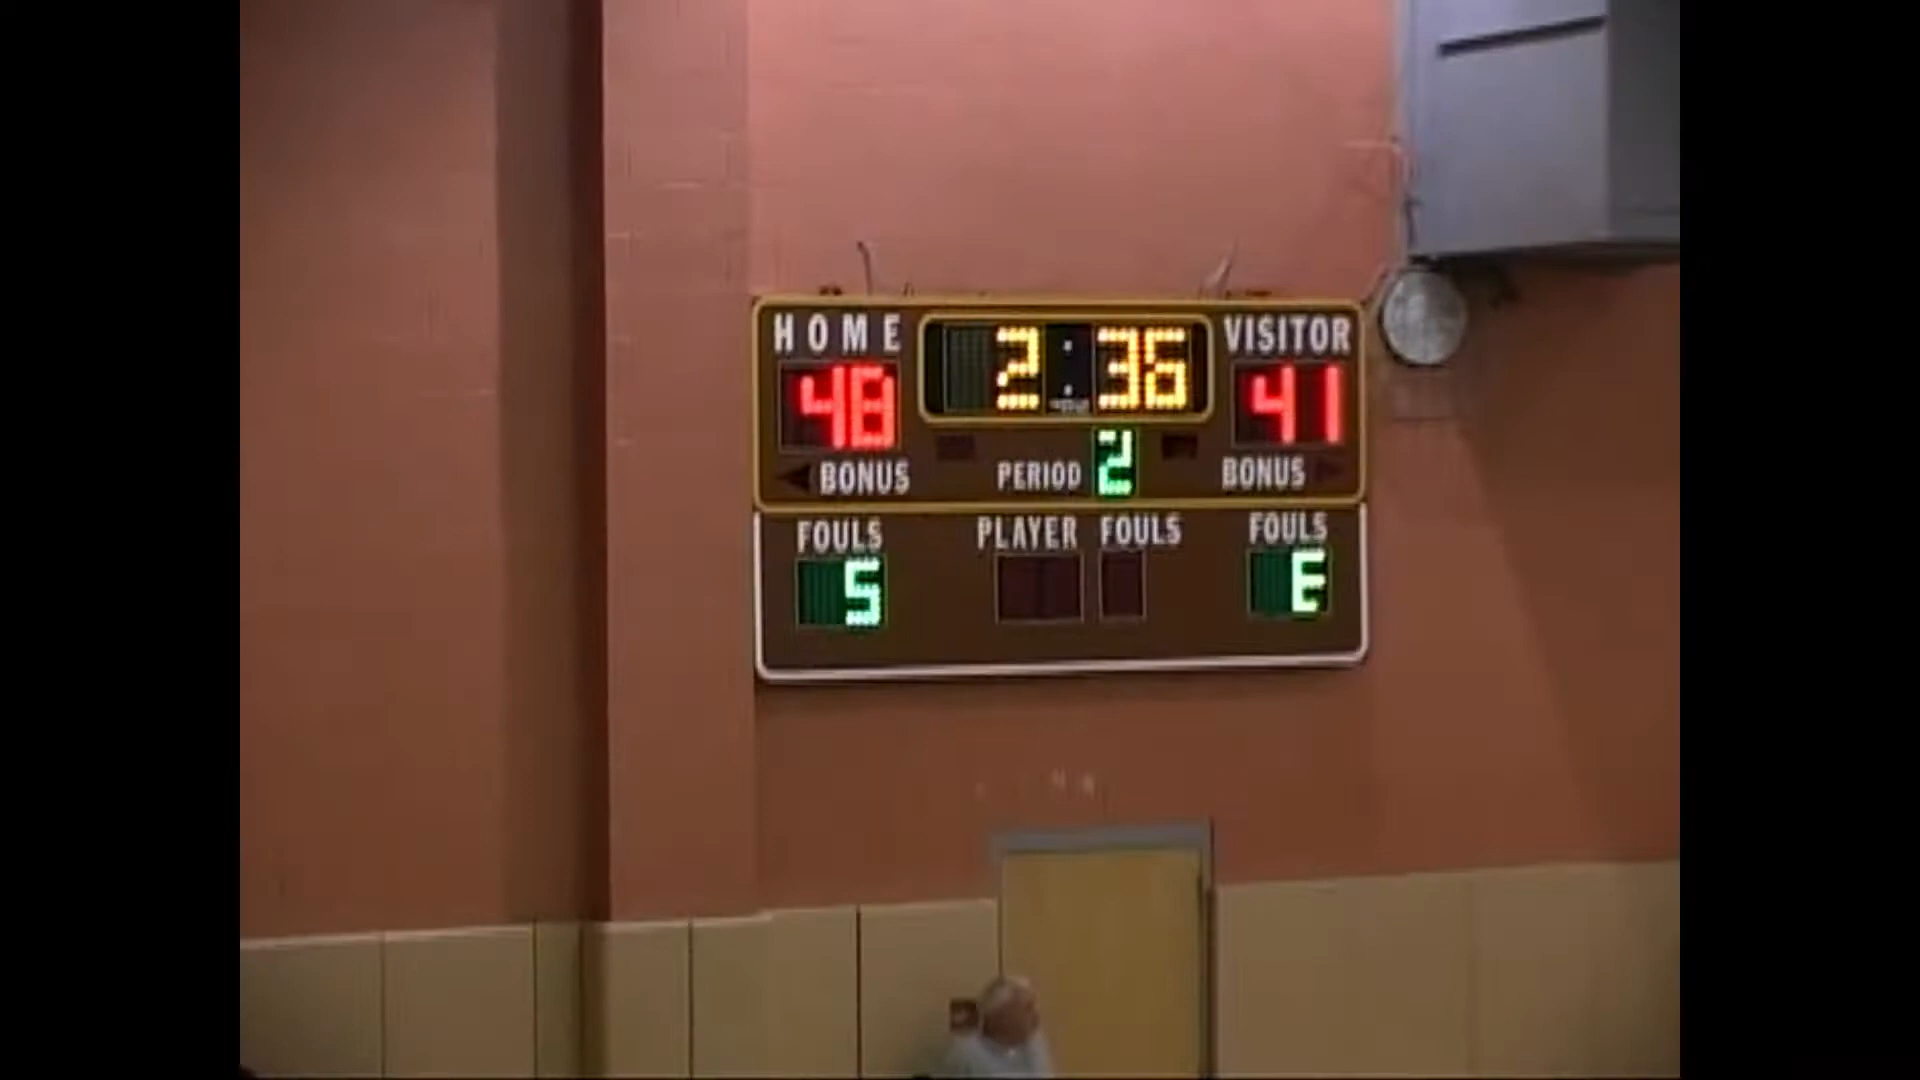 HOME 2:36 VISITOR
48 41
BONUS PERIOD 2 BONUS
FOULS PLAYER FOULS FOULS
5 E